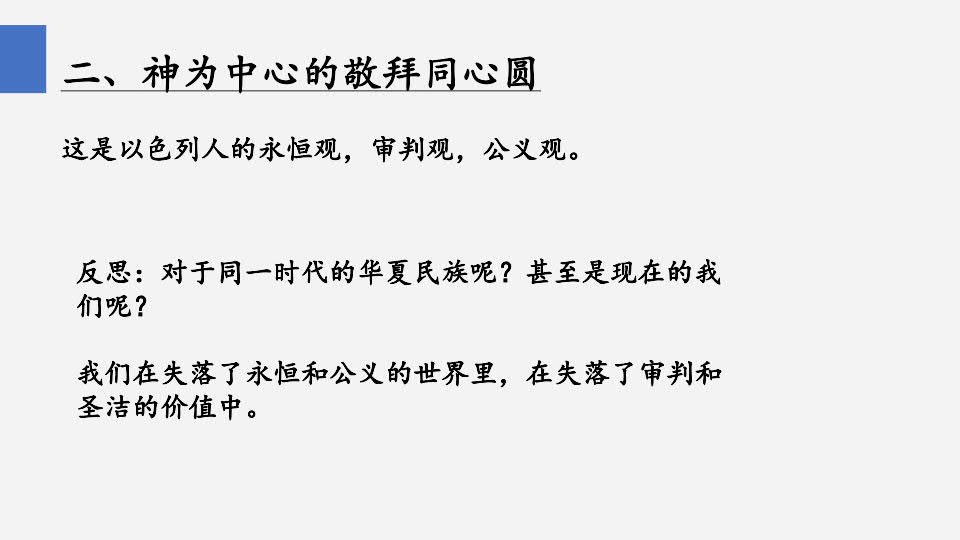 二、神为中心的敬拜同心圆
这是以色列人的永恒观，审判观，公义观。
反思：对于同一时代的华夏民族呢？甚至是现在的我
们呢？
我们在失落了永恒和公义的世界里，在失落了审判和
圣洁的价值中。